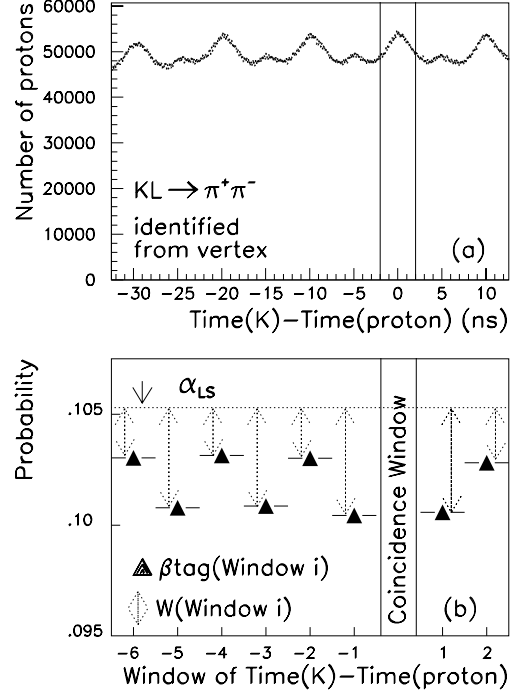 Number of protons
60000
50000
40000
30000
20000
10000
0
KL → π⁺π⁻
identified
from vertex
(a)
−30 −25 −20 −15 −10 −5 0 5 10
Time(K)−Time(proton) (ns)
Probability
.105
.10
.095
α_LS
Coincidence Window
βtag(Window i)
W(Window i)
(b)
−6 −5 −4 −3 −2 −1 1 2
Window of Time(K)−Time(proton)